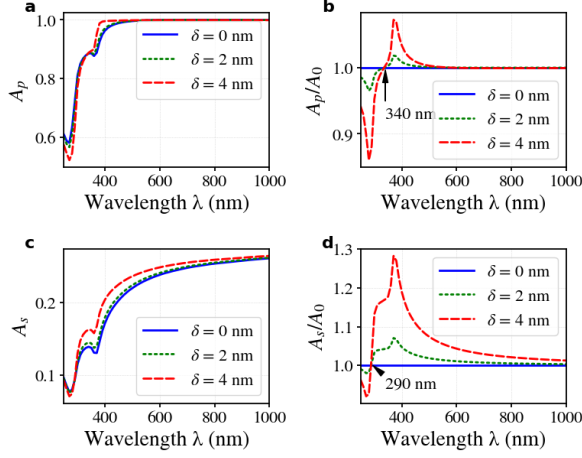 a
1.0
0.8
0.6
A_p
δ = 0 nm
δ = 2 nm
δ = 4 nm
400
600
800
1000
Wavelength λ (nm)
b
1.0
0.9
A_p/A_0
340 nm
δ = 0 nm
δ = 2 nm
δ = 4 nm
400
600
800
1000
Wavelength λ (nm)
c
0.2
0.1
A_s
δ = 0 nm
δ = 2 nm
δ = 4 nm
400
600
800
1000
Wavelength λ (nm)
d
1.3
1.2
1.1
1.0
A_s/A_0
δ = 0 nm
δ = 2 nm
δ = 4 nm
290 nm
400
600
800
1000
Wavelength λ (nm)